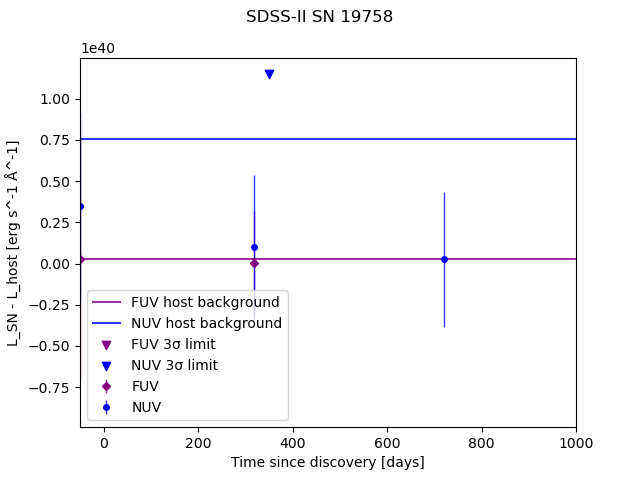 SDSS-II SN 19758
1e40
1.00
0.75
0.50
0.25
0.00
−0.25
−0.50
−0.75
L_SN - L_host [erg s^-1 Å^-1]
FUV host background
NUV host background
FUV 3σ limit
NUV 3σ limit
FUV
NUV
0 200 400 600 800 1000
Time since discovery [days]